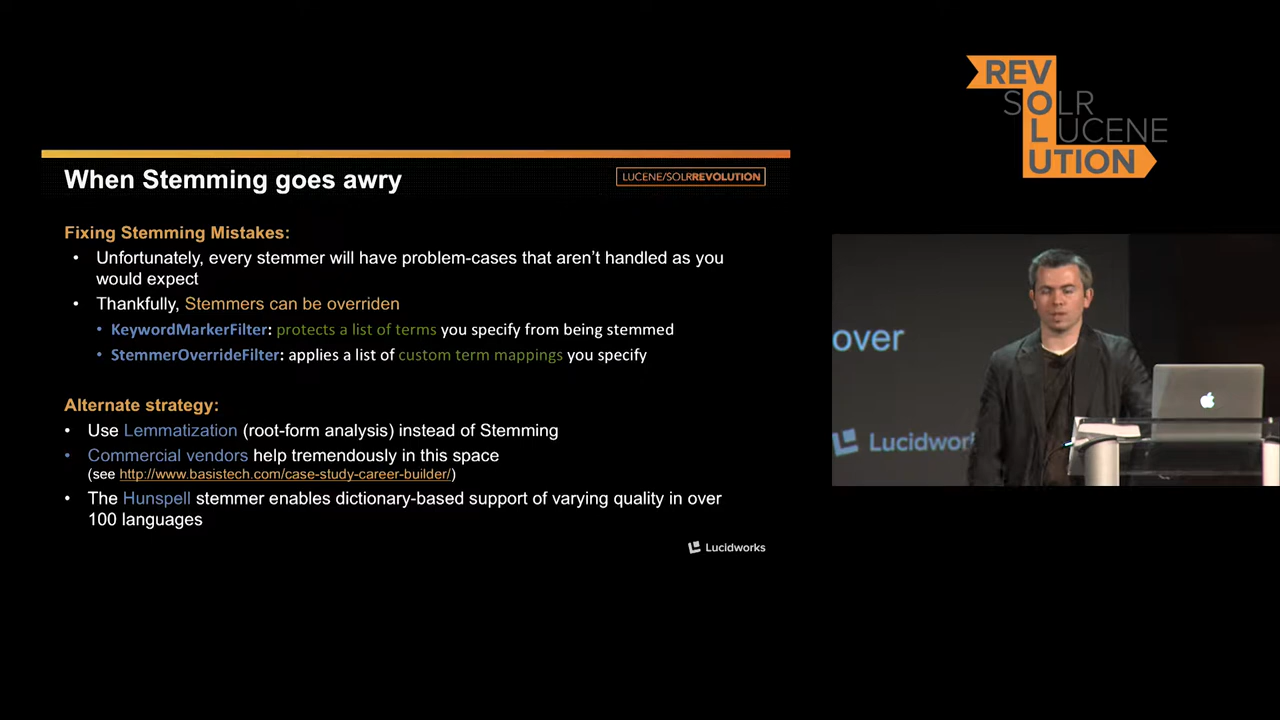 REV
SOLR
LUCENE
UTION
When Stemming goes awry
LUCENE/SOLRREVOLUTION
Fixing Stemming Mistakes:
• Unfortunately, every stemmer will have problem-cases that aren't handled as you
would expect
• Thankfully, Stemmers can be overriden
• KeywordMarkerFilter: protects a list of terms you specify from being stemmed
• StemmerOverrideFilter: applies a list of custom term mappings you specify
Alternate strategy:
• Use Lemmatization (root-form analysis) instead of Stemming
• Commercial vendors help tremendously in this space
(see http://www.basistech.com/case-study-career-builder/)
• The Hunspell stemmer enables dictionary-based support of varying quality in over
100 languages
Lucidworks
over
Lucidwor